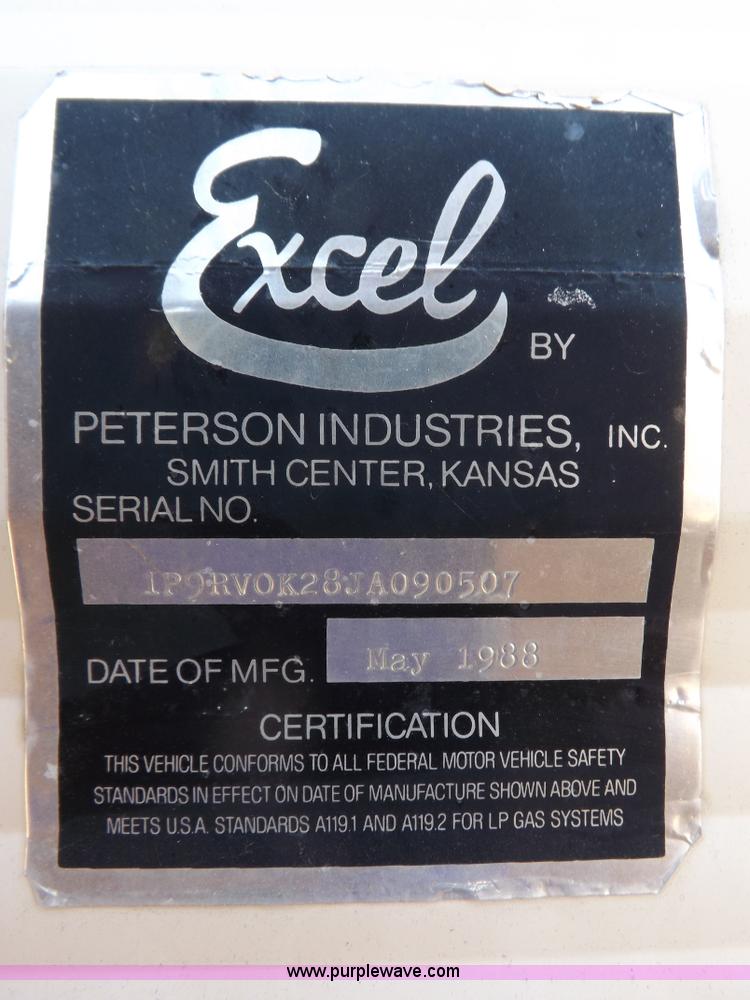 Excel
BY
PETERSON INDUSTRIES, INC.
SMITH CENTER, KANSAS
SERIAL NO.
1P9RV0K28JA090507
DATE OF MFG. May 1988
CERTIFICATION
THIS VEHICLE CONFORMS TO ALL FEDERAL MOTOR VEHICLE SAFETY
STANDARDS IN EFFECT ON DATE OF MANUFACTURE SHOWN ABOVE AND
MEETS U.S.A. STANDARDS A119.1 AND A119.2 FOR LP GAS SYSTEMS
www.purplewave.com